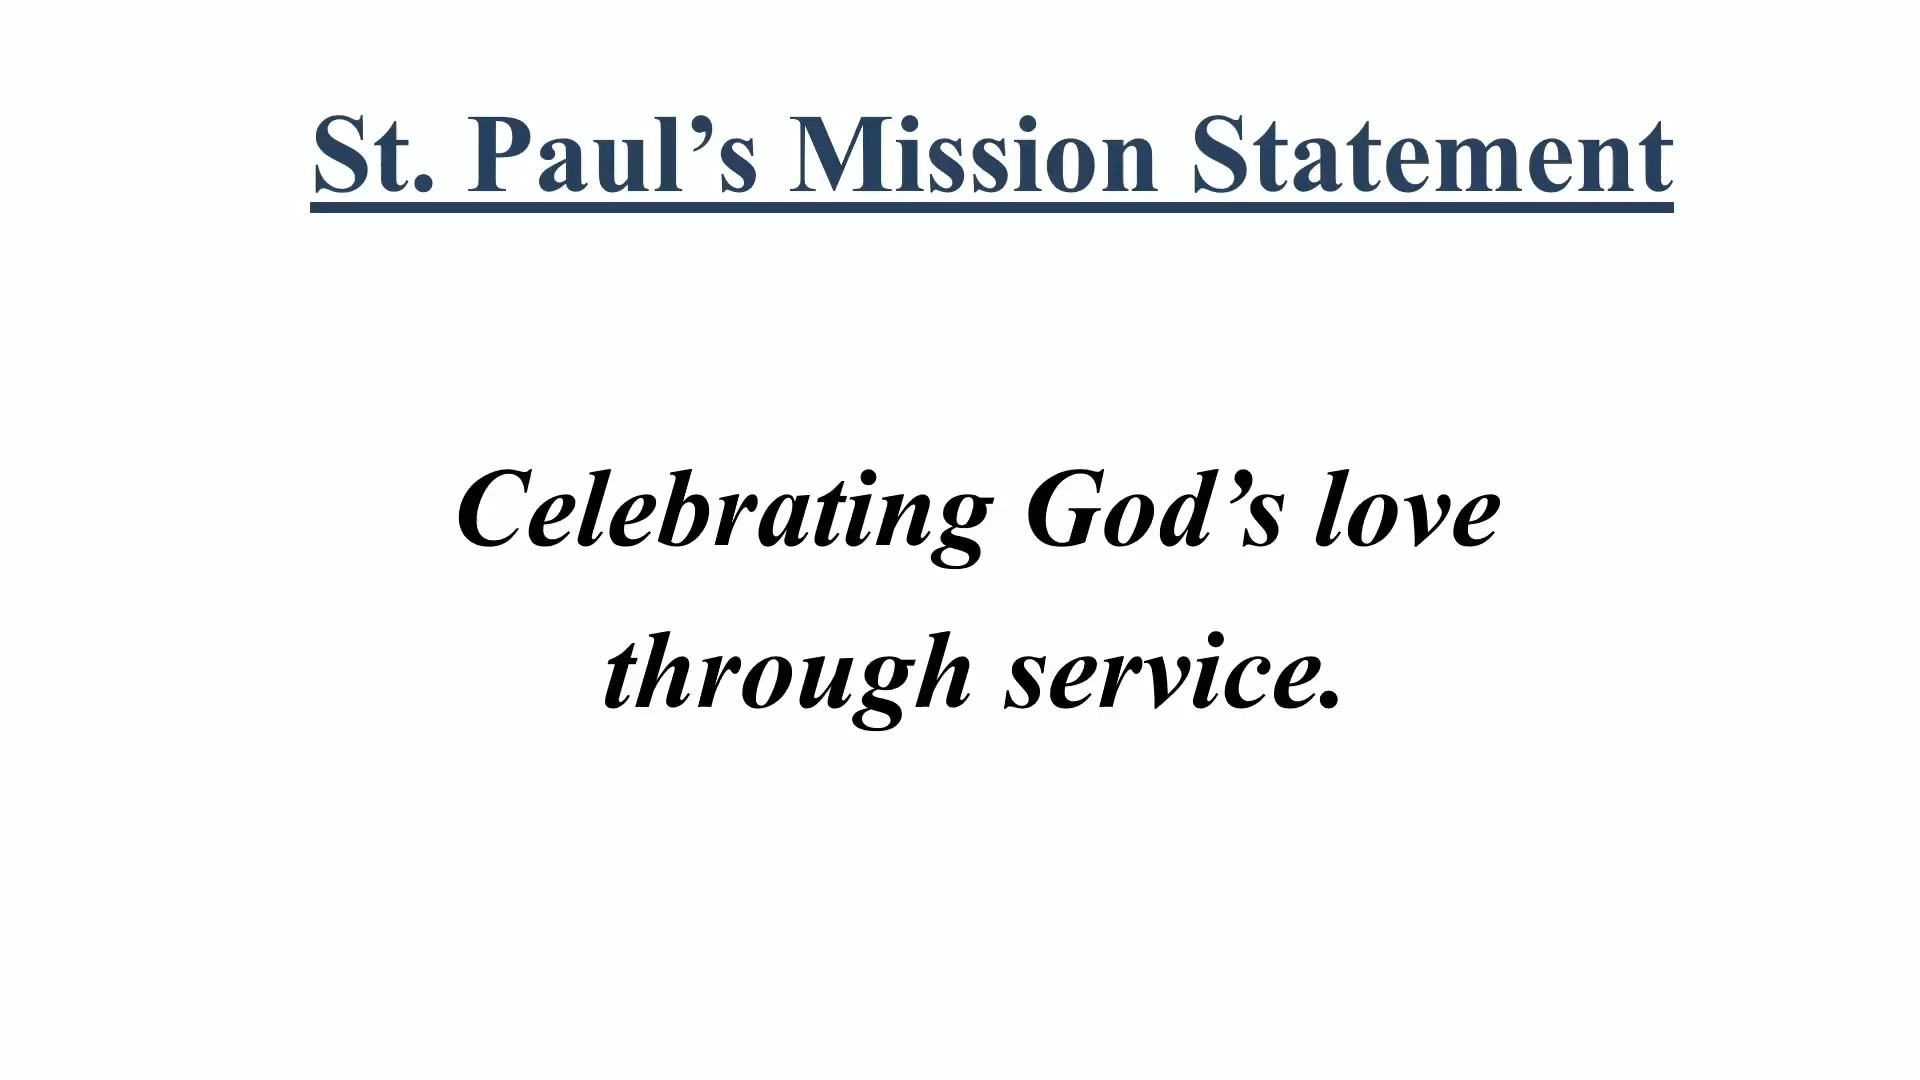 St. Paul’s Mission Statement
Celebrating God’s love
through service.